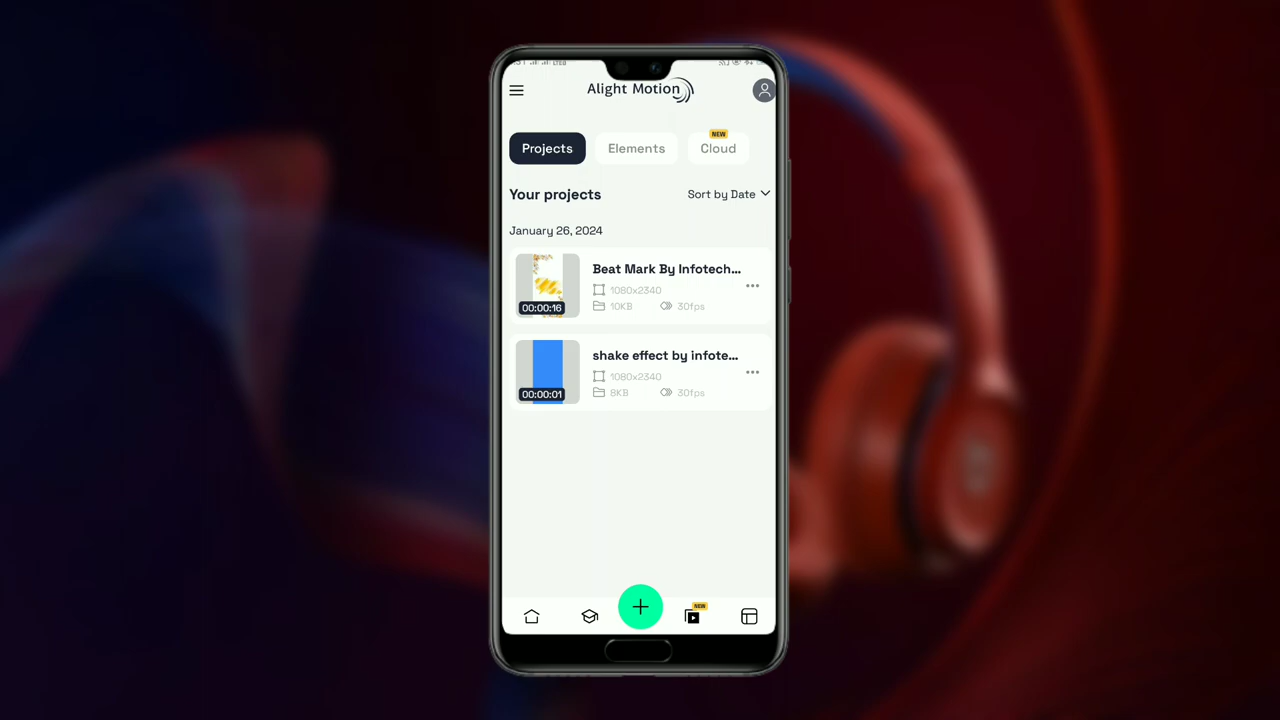 Alight Motion
NEW
Projects
Elements
Cloud
Your projects
Sort by Date
January 26, 2024
Beat Mark By Infotech...
1080x2340
10KB
30fps
00:00:16
shake effect by infote...
1080x2340
8KB
30fps
00:00:01
NEW